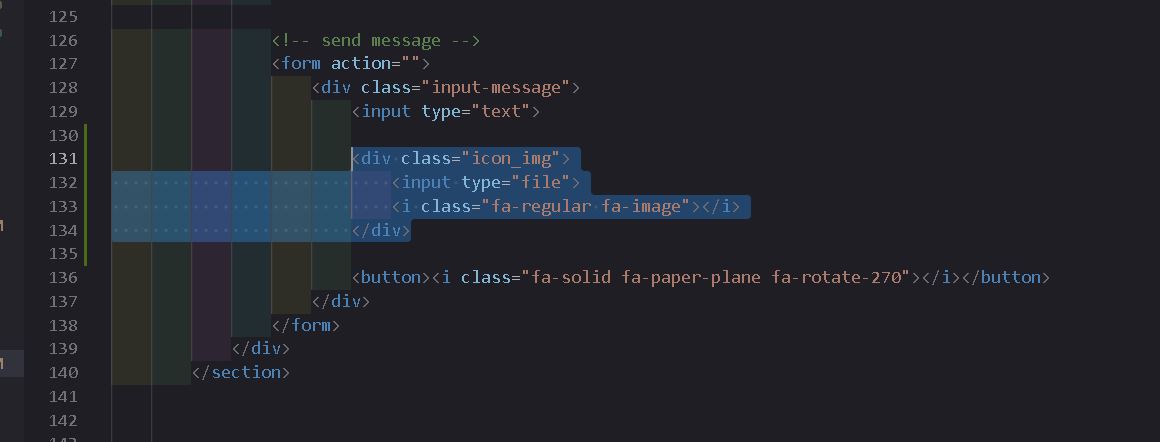 125
126 <!-- send message -->
127 <form action="">
128 <div class="input-message">
129 <input type="text">
130
131 <div class="icon_img">
132 <input type="file">
133 <i class="fa-regular fa-image"></i>
134 </div>
135
136 <button><i class="fa-solid fa-paper-plane fa-rotate-270"></i></button>
137 </div>
138 </form>
139 </div>
140 </section>
141
142